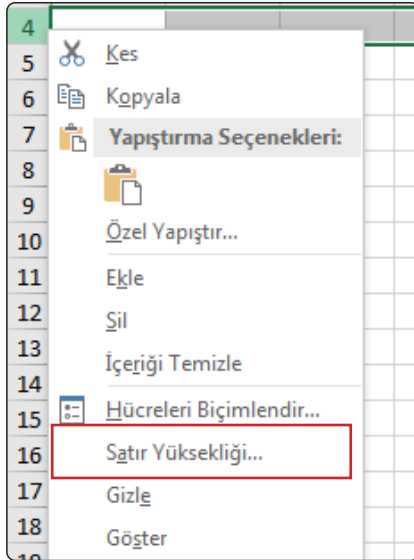 4
5
6
7
8
9
10
11
12
13
14
15
16
17
18
Kes
Kopyala
Yapıştırma Seçenekleri:
Özel Yapıştır...
Ekle
Sil
İçeriği Temizle
Hücreleri Biçimlendir...
Satır Yüksekliği...
Gizle
Göster